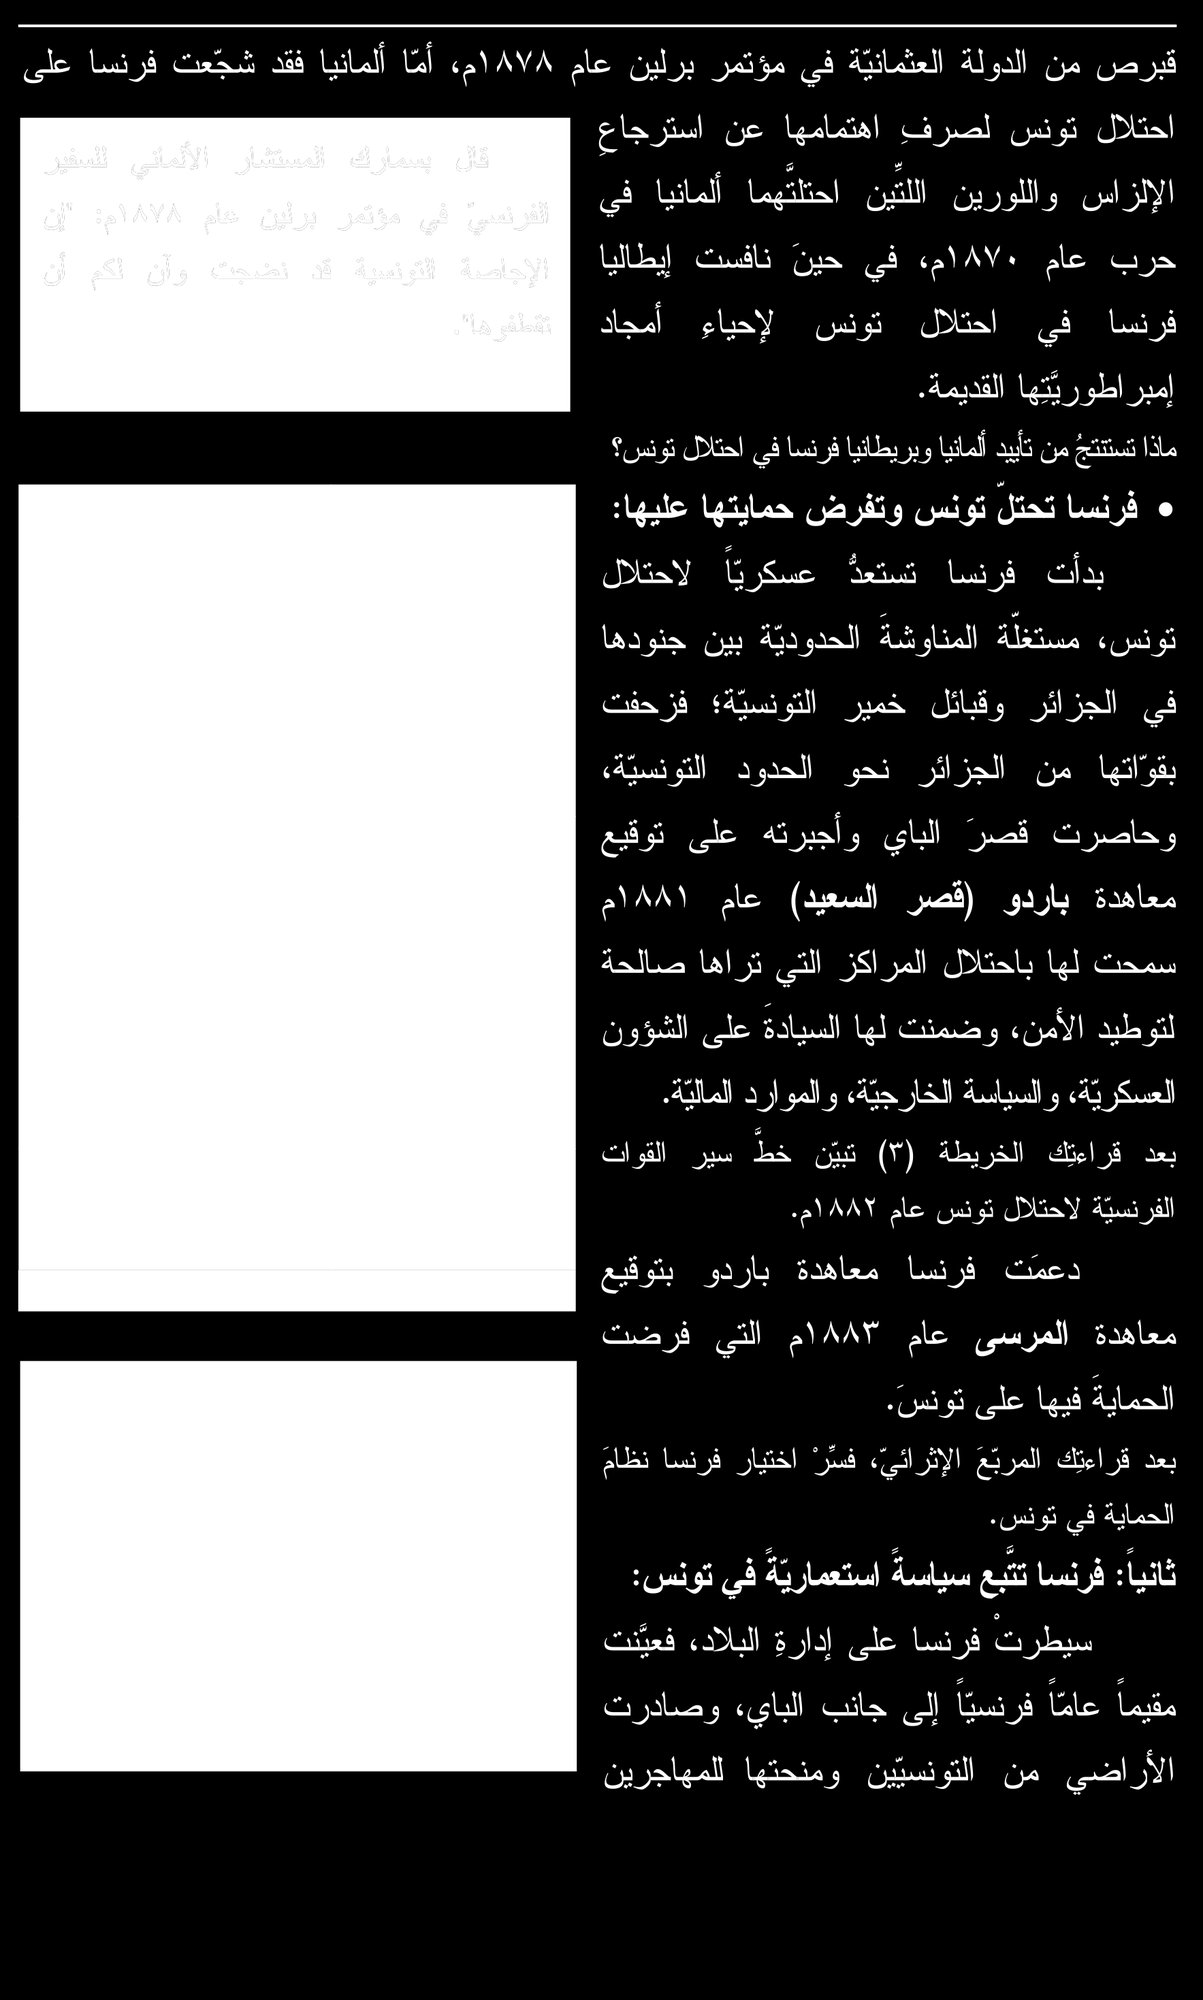 قبرص من الدولة العثمانيّة في مؤتمر برلين عام ١٨٧٨م، أمّا ألمانيا فقد شجّعت فرنسا على
احتلال تونس لصرفِ اهتمامها عن استرجاعِ
الإلزاس واللورين اللتِّين احتلتَّهما ألمانيا في
حرب عام ١٨٧٠م، في حينَ نافست إيطاليا
فرنسا في احتلال تونس لإحياءِ أمجاد
إمبراطوريَّتِها القديمة.
قال بسمارك المستشار الألماني للسفير
الفرنسيّ في مؤتمر برلين عام ١٨٧٨م: "إن
الإجاصة التونسية قد نضجت وآن لكم أن
تقطفوها".
ماذا تستنتجُ من تأييد ألمانيا وبريطانيا فرنسا في احتلال تونس؟
• فرنسا تحتلّ تونس وتفرض حمايتها عليها:
بدأت فرنسا تستعدُّ عسكريّاً لاحتلال
تونس، مستغلّة المناوشةَ الحدوديّة بين جنودها
في الجزائر وقبائل خمير التونسيّة؛ فزحفت
بقوّاتها من الجزائر نحو الحدود التونسيّة،
وحاصرت قصرَ الباي وأجبرته على توقيع
معاهدة باردو (قصر السعيد) عام ١٨٨١م
سمحت لها باحتلال المراكز التي تراها صالحة
لتوطيد الأمن، وضمنت لها السيادةَ على الشؤون
العسكريّة، والسياسة الخارجيّة، والموارد الماليّة.
بعد قراءتِك الخريطة (٣) تبيّن خطَّ سير القوات
الفرنسيّة لاحتلال تونس عام ١٨٨٢م.
دعمَت فرنسا معاهدة باردو بتوقيع
معاهدة المرسى عام ١٨٨٣م التي فرضت
الحمايةَ فيها على تونسَ.
بعد قراءتِك المربّعَ الإثرائيّ، فسِّرْ اختيار فرنسا نظامَ
الحماية في تونس.
ثانياً: فرنسا تتَّبع سياسةً استعماريّةً في تونس:
سيطرتْ فرنسا على إدارةِ البلاد، فعيَّنت
مقيماً عامّاً فرنسيّاً إلى جانب الباي، وصادرت
الأراضي من التونسيّين ومنحتها للمهاجرين